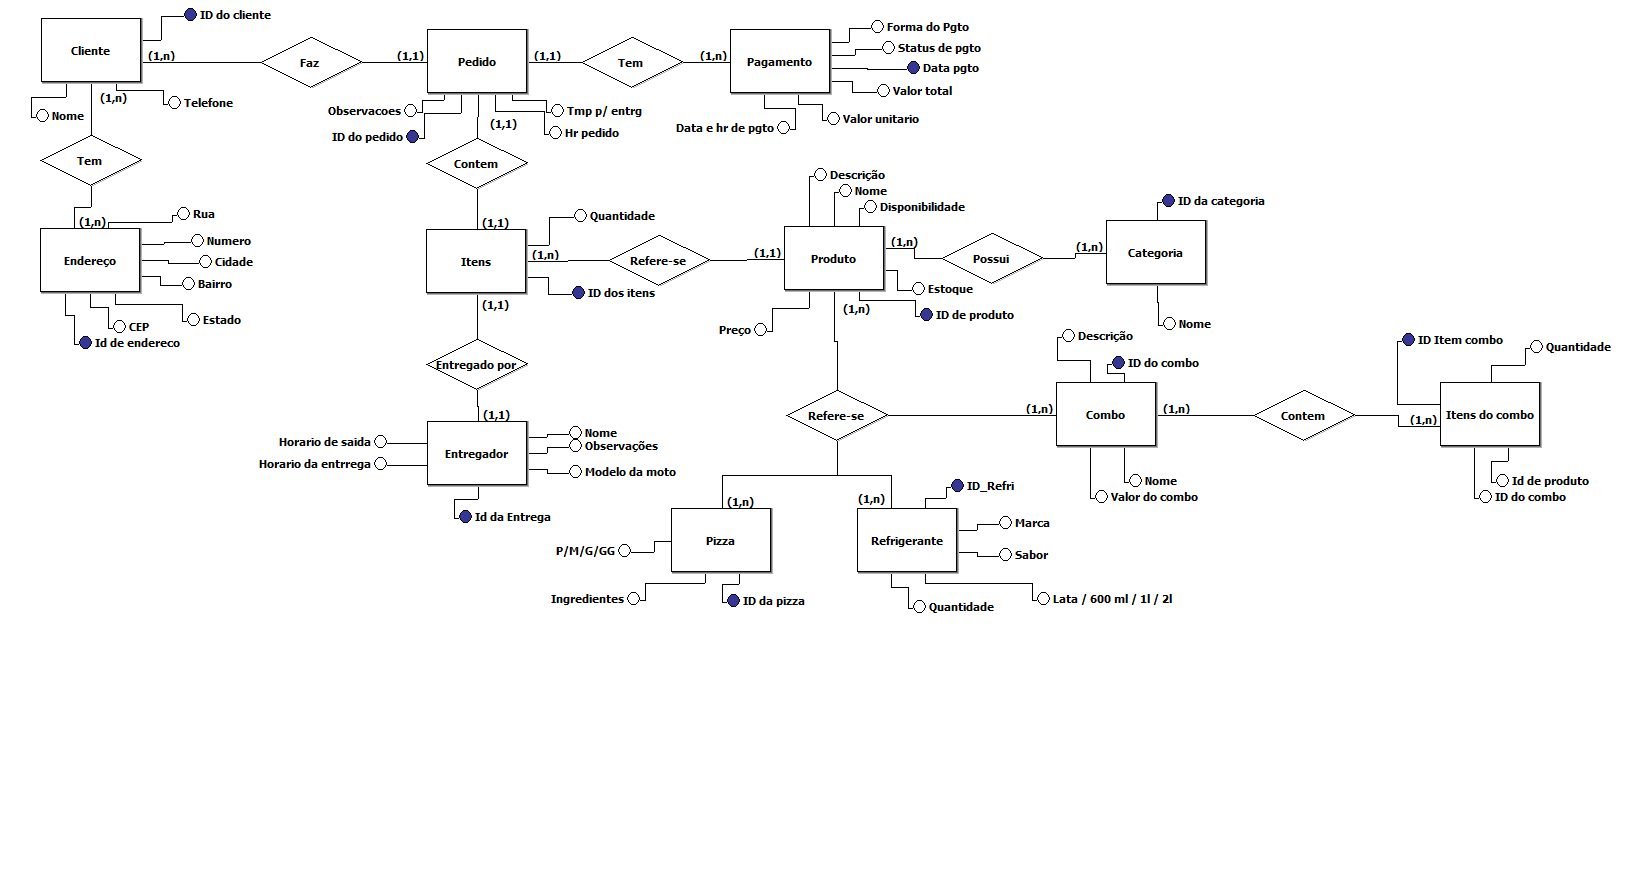 ID do cliente
Cliente
(1,n)
Faz
(1,1)
Pedido
(1,1)
Tem
(1,n)
Pagamento
Forma do Pgto
Status de pgto
Data pgto
Valor total
Valor unitario
Data e hr de pgto
(1,n)
Telefone
Nome
Observacoes
ID do pedido
(1,1)
Tmp p/ entrg
Hr pedido
Tem
Contem
(1,n)
Rua
Endereço
Numero
Cidade
Bairro
Estado
CEP
Id de endereco
(1,1)
Quantidade
Itens
(1,n)
Refere-se
(1,1)
ID dos itens
(1,1)
Descrição
Nome
Disponibilidade
Produto
(1,n)
Possui
(1,n)
Categoria
ID da categoria
Nome
Estoque
ID de produto
(1,n)
Preço
Entregado por
(1,1)
Entregador
Nome
Observações
Modelo da moto
Horario de saida
Horario da entrrega
Id da Entrega
Refere-se
(1,n)
Combo
Descrição
ID do combo
(1,n)
Contem
(1,n)
Itens do combo
ID Item combo
Quantidade
Nome
Valor do combo
Id de produto
ID do combo
(1,n)
Pizza
P/M/G/GG
Ingredientes
ID da pizza
(1,n)
Refrigerante
ID_Refri
Marca
Sabor
Quantidade
Lata / 600 ml / 1l / 2l